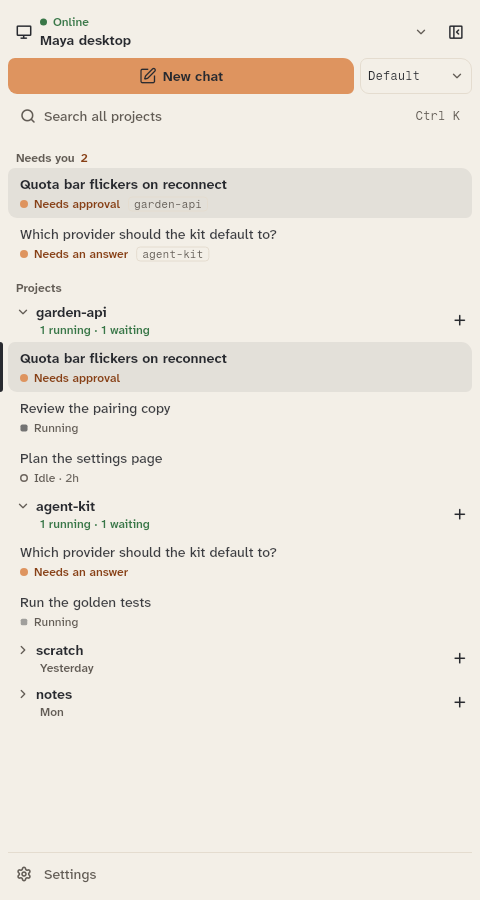 Online
Maya desktop
New chat
Default
Search all projects
Ctrl K
Needs you 2
Quota bar flickers on reconnect
Needs approval garden-api
Which provider should the kit default to?
Needs an answer agent-kit
Projects
garden-api
1 running · 1 waiting
Quota bar flickers on reconnect
Needs approval
Review the pairing copy
Running
Plan the settings page
Idle · 2h
agent-kit
1 running · 1 waiting
Which provider should the kit default to?
Needs an answer
Run the golden tests
Running
scratch
Yesterday
notes
Mon
Settings